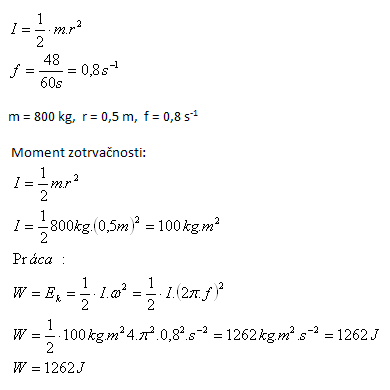 I = 1/2 · m.r²
f = 48/60s = 0,8 s⁻¹
m = 800 kg, r = 0,5 m, f = 0,8 s⁻¹
Moment zotrvačnosti:
I = 1/2 m.r²
I = 1/2 800kg.(0,5m)² = 100 kg.m²
Práca :
W = Eₖ = 1/2 · I.ω² = 1/2 · I.(2π.f)²
W = 1/2 · 100 kg.m² 4.π².0,8².s⁻² = 1262 kg.m².s⁻² = 1262 J
W = 1262 J